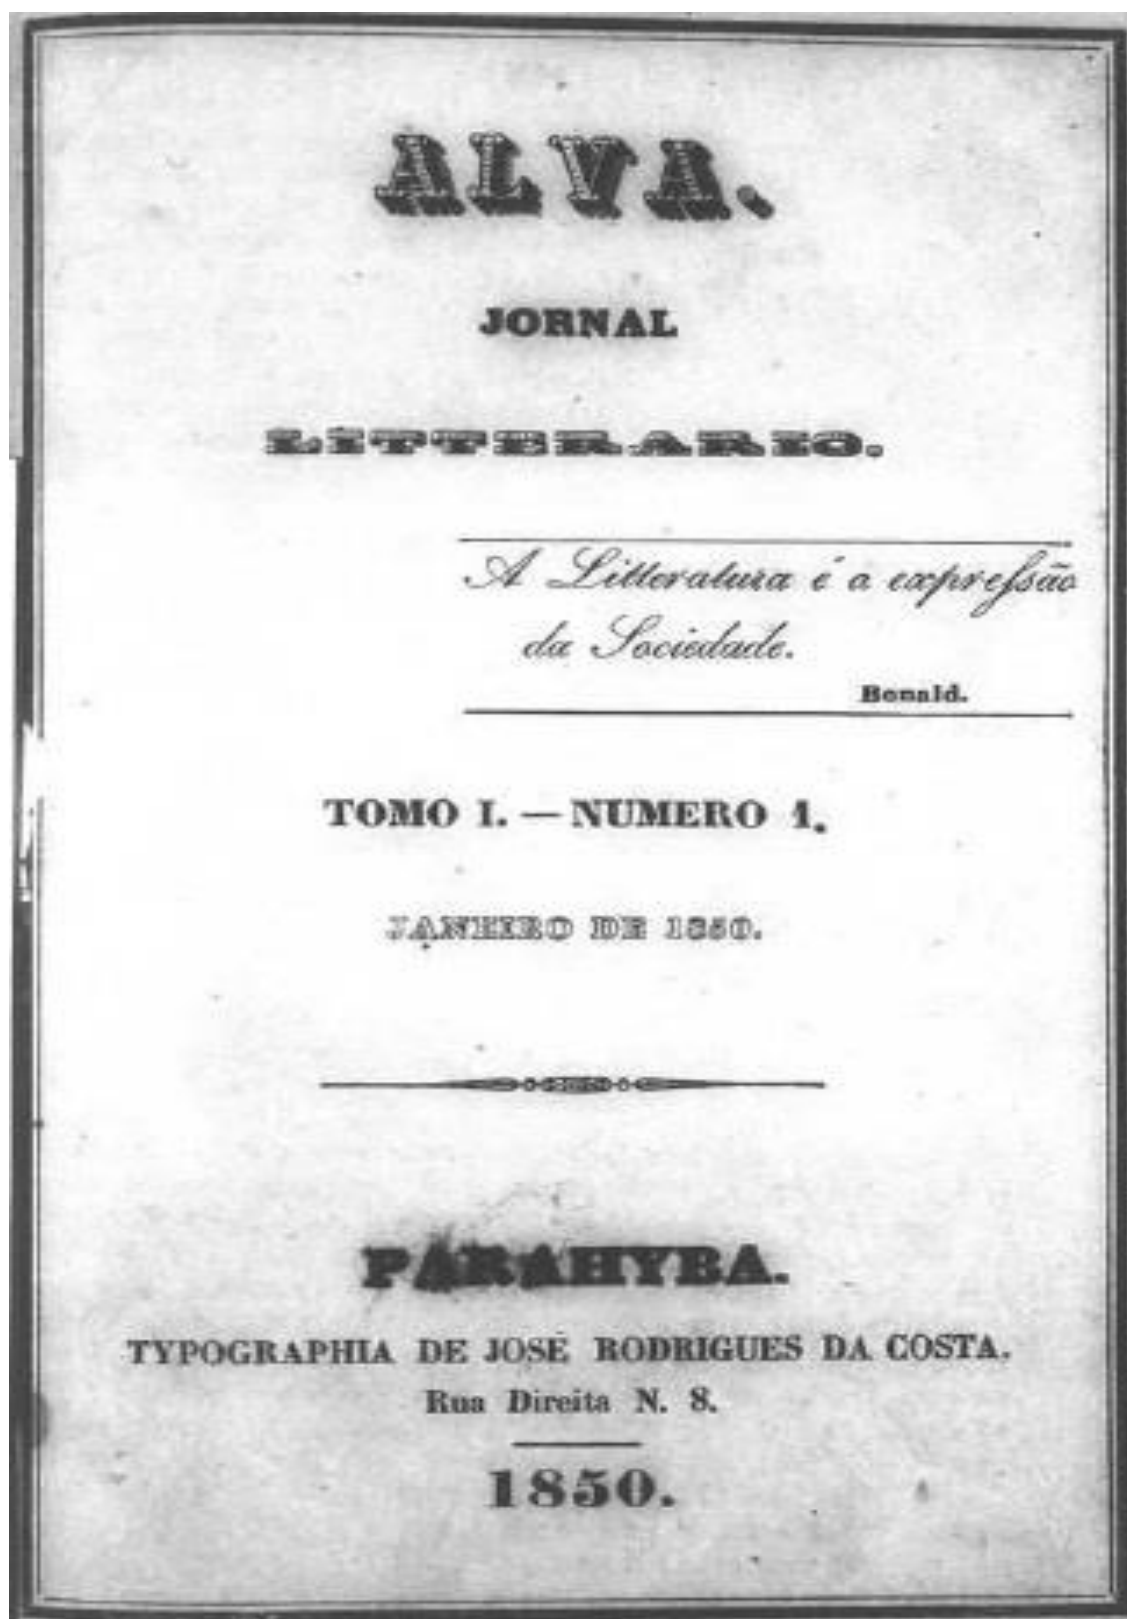 ALVA.
JORNAL
LITTERARIO.
A Litteratura é a expreſsão
da Sociedade.
Bonald.
TOMO I. — NUMERO 1.
JANEIRO DE 1850.
PARAHYBA.
TYPOGRAPHIA DE JOSÉ RODRIGUES DA COSTA.
Rua Direita N. 8.
1850.